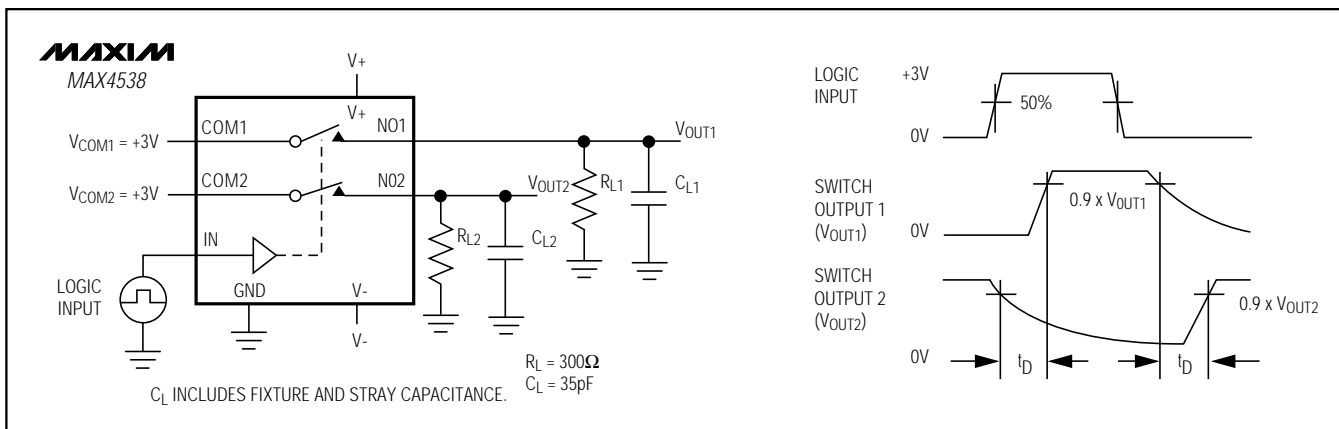 MAXIM
MAX4538
V+
V+
VCOM1 = +3V
COM1
NO1
VOUT1
VCOM2 = +3V
COM2
N02
VOUT2
RL1
CL1
RL2
CL2
IN
LOGIC
INPUT
GND
V-
V-
RL = 300Ω
CL = 35pF
CL INCLUDES FIXTURE AND STRAY CAPACITANCE.
LOGIC
INPUT
+3V
50%
0V
SWITCH
OUTPUT 1
(VOUT1)
0.9 x VOUT1
0V
SWITCH
OUTPUT 2
(VOUT2)
0.9 x VOUT2
0V
tD
tD